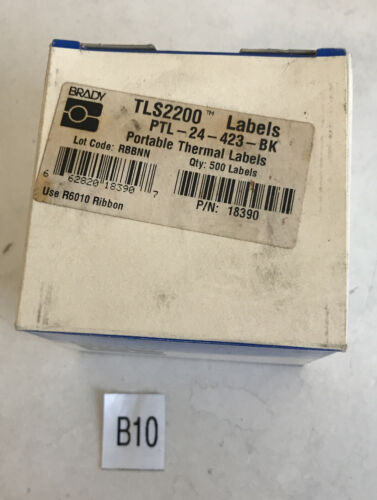 BRADY
TLS2200™ Labels
PTL-24-423-BK
Portable Thermal Labels
Lot Code: RBBNN
Qty: 500 Labels
6 62820 18390 7
P/N: 18390
Use R6010 Ribbon
B10